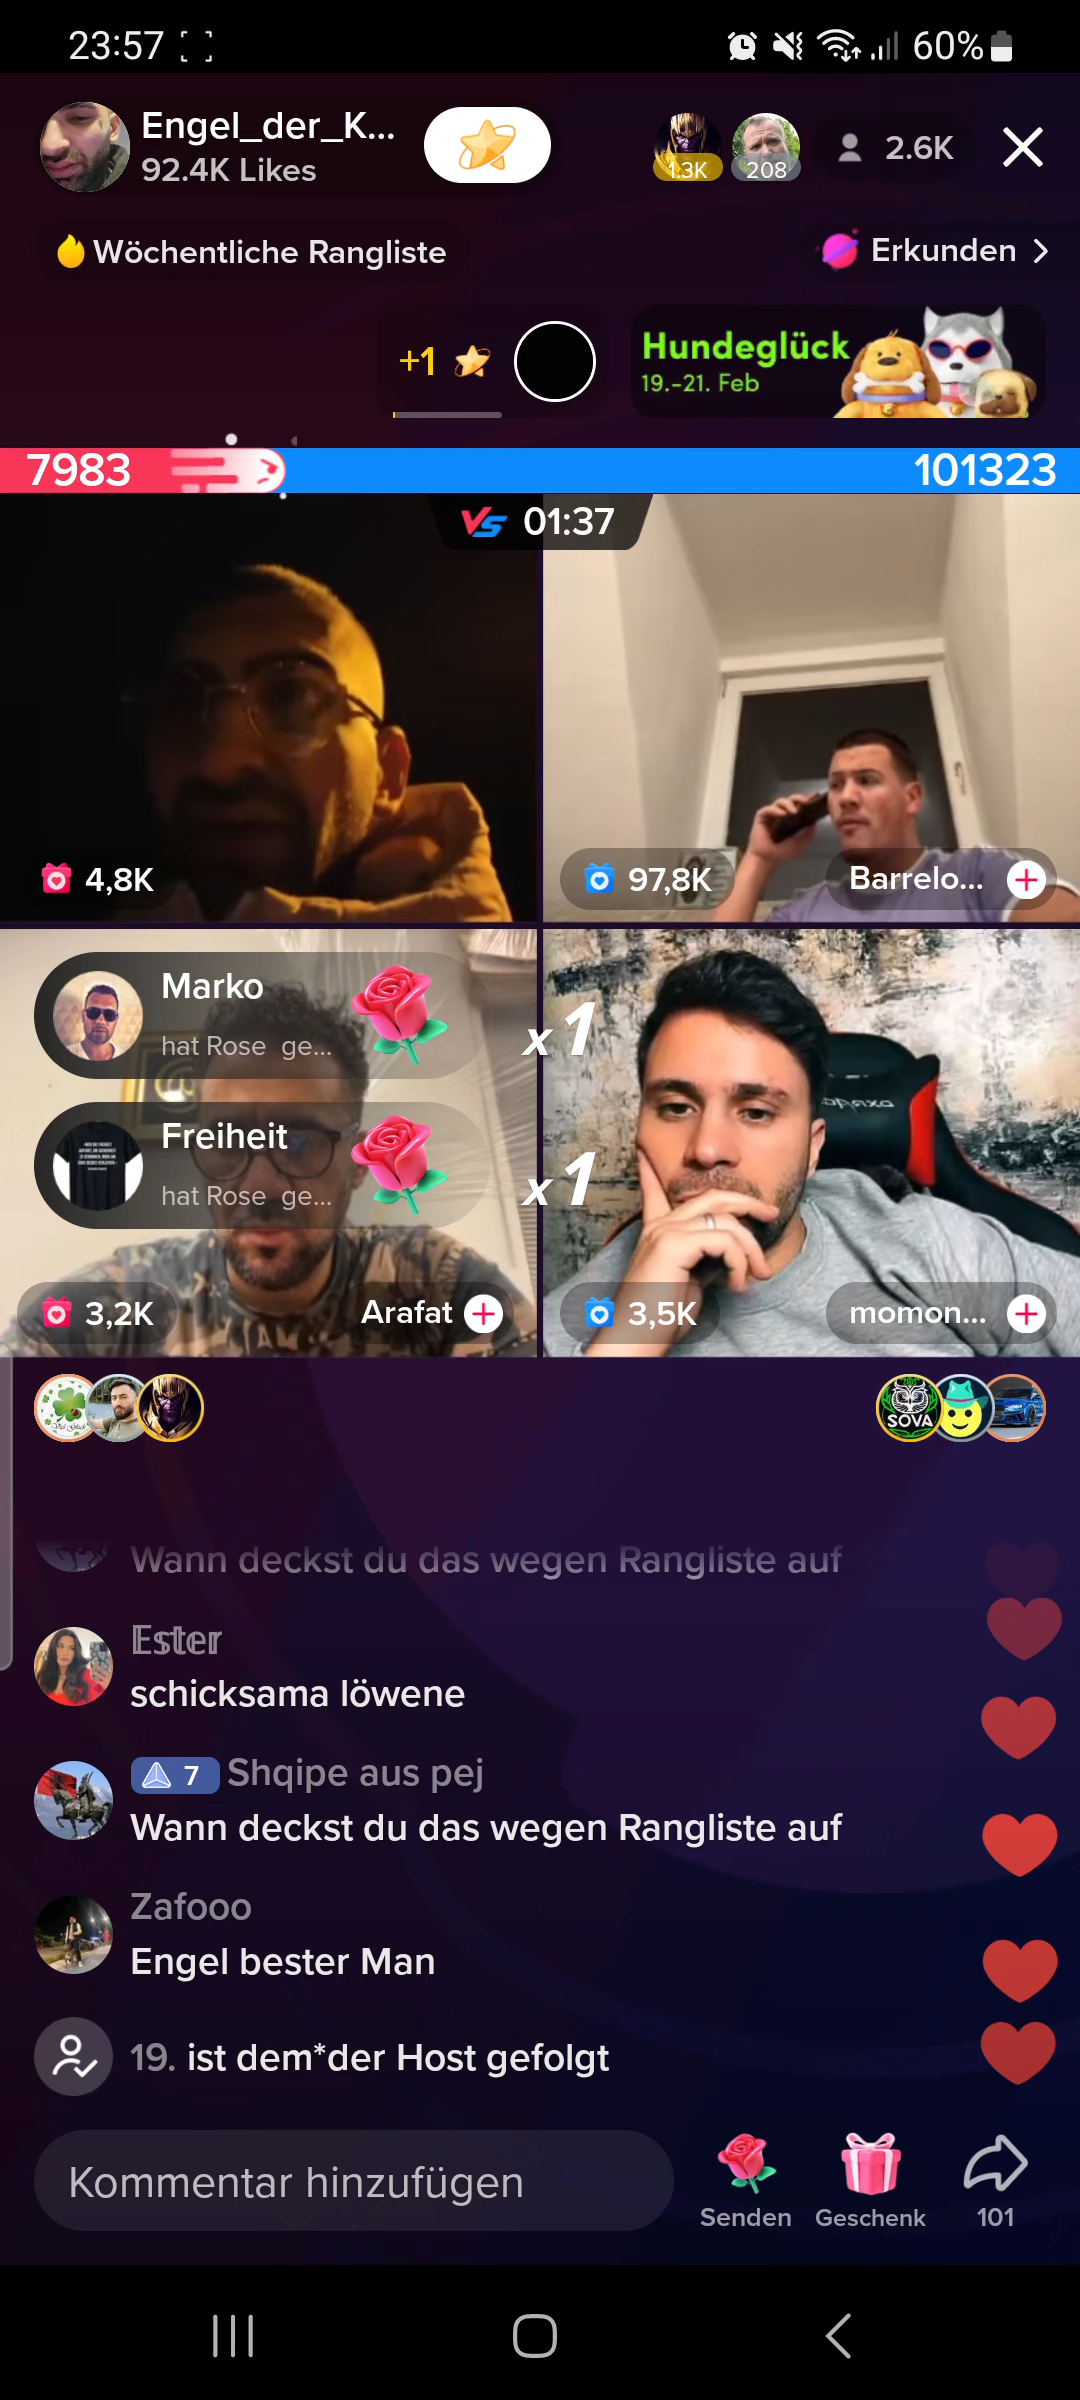 23:57
60%
Engel_der_K...
92.4K Likes
1.3K
208
2.6K
Wöchentliche Rangliste
Erkunden
+1
Hundeglück
19.-21. Feb
7983
101323
VS 01:37
4,8K
97,8K
Barrelo...
Marko
hat Rose ge...
x1
Freiheit
hat Rose ge...
x1
3,2K
Arafat
3,5K
momon...
SOVA
Wann deckst du das wegen Rangliste auf
Ester
schicksama löwene
7 Shqipe aus pej
Wann deckst du das wegen Rangliste auf
Zafooo
Engel bester Man
19. ist dem*der Host gefolgt
Kommentar hinzufügen
Senden
Geschenk
101